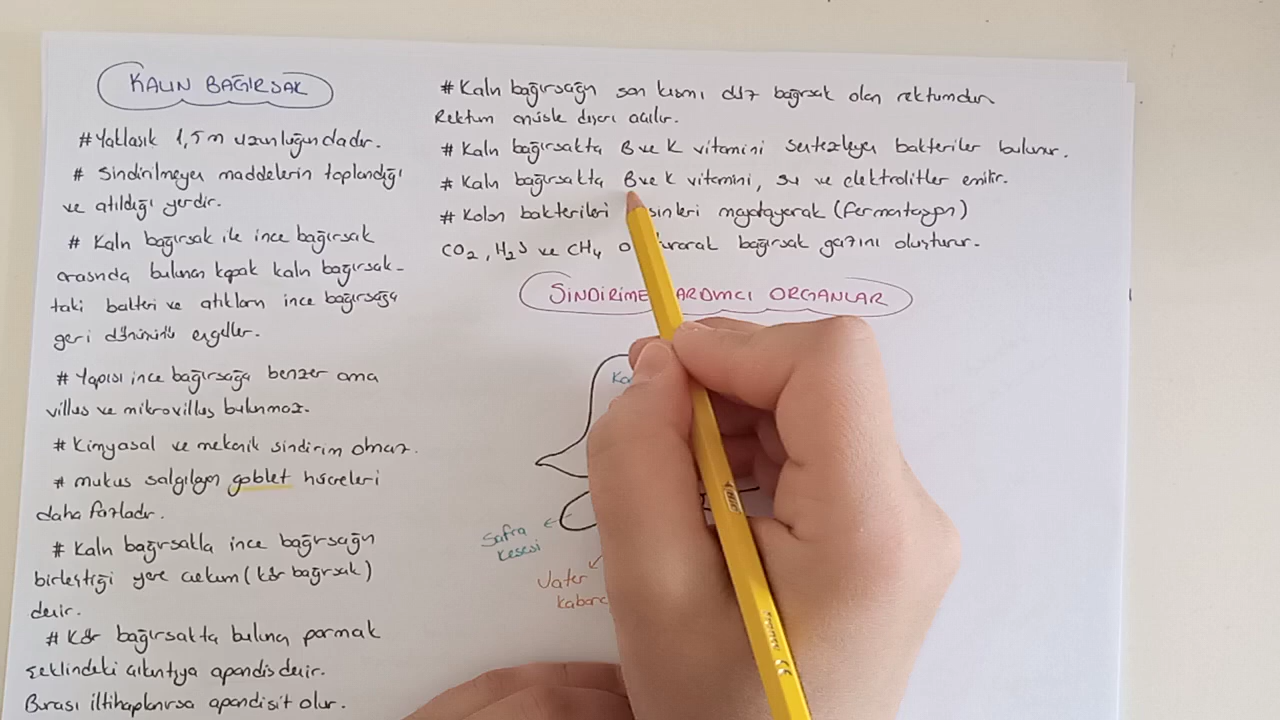 KALIN BAĞIRSAK
# Yaklaşık 1,5 m uzunluğundadır.
# Sindirilmeyen maddelerin toplandığı
ve atıldığı yerdir.
# Kalın bağırsak ile ince bağırsak
arasında bulunan kapak kalın bağırsak-
taki bakteri ve atıkların ince bağırsağa
geri dönüşünü engeller.
# Yapısı ince bağırsağa benzer ama
villus ve mikrovillus bulunmaz.
# Kimyasal ve mekanik sindirim olmaz.
# mukus salgılayan goblet hücreleri
daha fazladır.
# Kalın bağırsakla ince bağırsağın
birleştiği yere çekum (kör bağırsak)
denir.
# Kör bağırsakta bulunan parmak
şeklindeki çıkıntıya apandis denir.
Burası iltihaplanırsa apandisit olur.
# Kalın bağırsağın son kısmı düz bağırsak olan rektumdur
Rektum anüsle dışarı açılır.
# Kalın bağırsakta B ve K vitamini sentezleyen bakteriler bulunur.
# Kalın bağırsakta B ve K vitamini, su ve elektrolitler emilir.
# Kolon bakterileri mayalayarak (fermantasyon)
CO2, H2S ve CH4 bağırsak gazını oluşturur.
SİNDİRİME YARDIMCI ORGANLAR
Safra
Kesesi
Vater